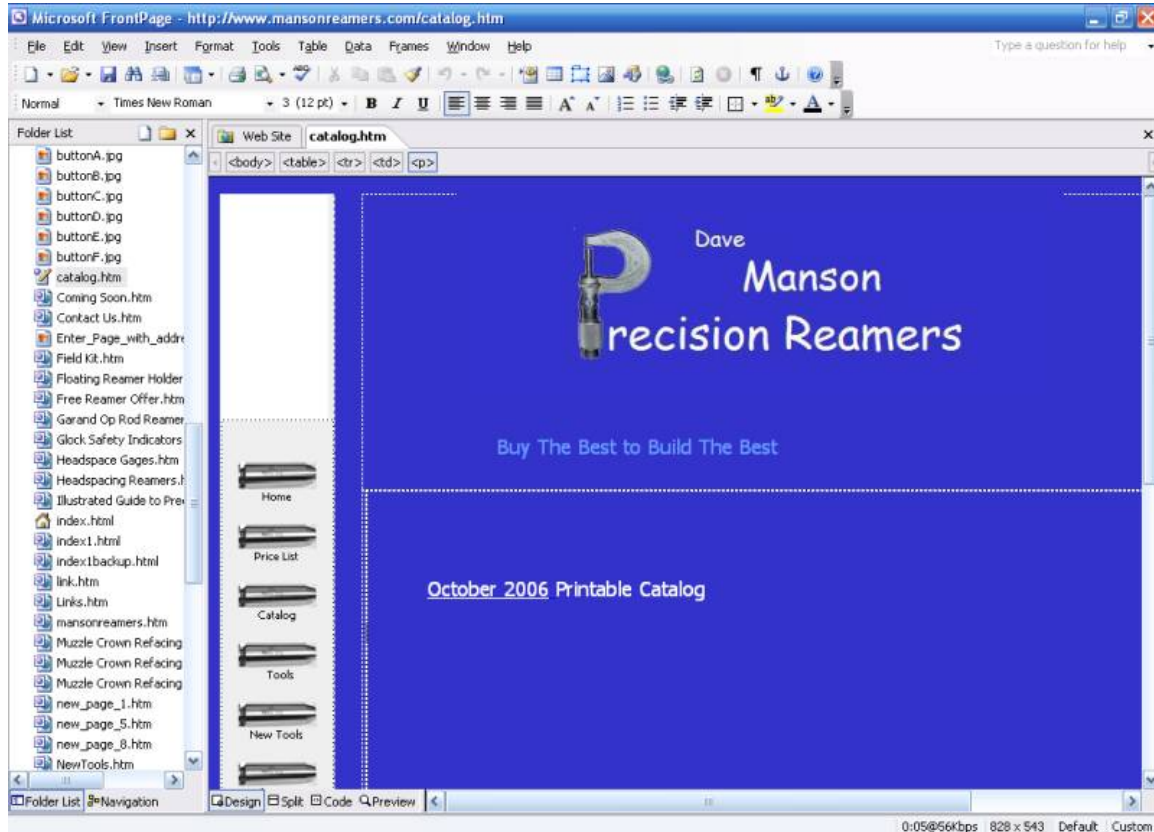 Microsoft FrontPage - http://www.mansonreamers.com/catalog.htm
File Edit View Insert Format Tools Table Data Frames Window Help Type a question for help
Normal Times New Roman 3 (12 pt) B I U A A A
Folder List Web Site catalog.htm
<body> <table> <tr> <td> <p>
buttonA.jpg
buttonB.jpg
buttonC.jpg
buttonD.jpg
buttonE.jpg
buttonF.jpg
catalog.htm
Coming Soon.htm
Contact Us.htm
Enter_Page_with_addre
Field Kit.htm
Floating Reamer Holder
Free Reamer Offer.htm
Garand Op Rod Reamer
Glock Safety Indicators
Headspace Gages.htm
Headspacing Reamers.h
Illustrated Guide to Pre
index.html
index1.html
index1backup.html
link.htm
Links.htm
mansonreamers.htm
Muzzle Crown Refacing
Muzzle Crown Refacing
Muzzle Crown Refacing
new_page_1.htm
new_page_5.htm
new_page_8.htm
NewTools.htm
Home
Price List
Catalog
Tools
New Tools
Dave
Manson
Precision Reamers
Buy The Best to Build The Best
October 2006 Printable Catalog
Folder List Navigation Design Split Code Preview
0:05@56Kbps 828 x 543 Default Custom